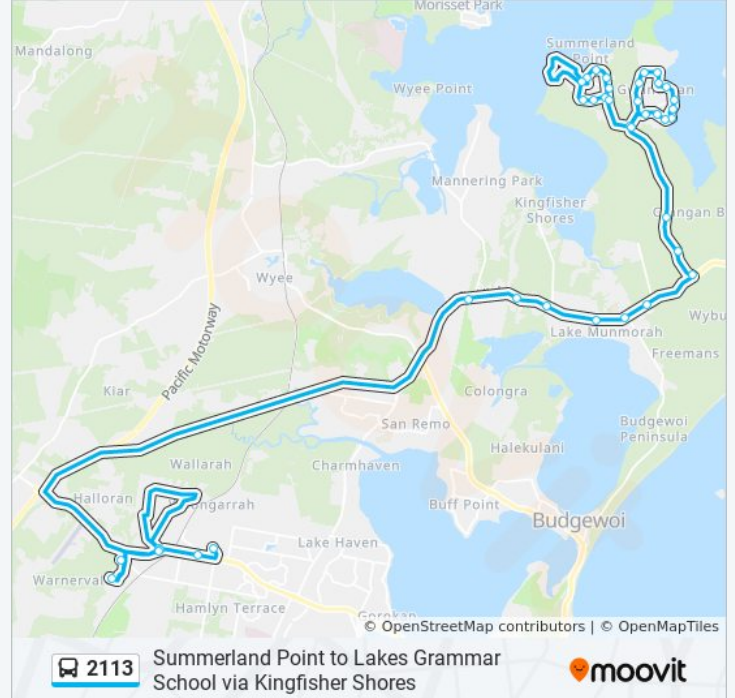 Morisset Park
Mandalong
Summerland
Point
Wyee Point
Mannering Park
Kingfisher
Shores
Wyee
Lake Munmorah
Freemans
Pacific Motorway
Kiar
Colongra
San Remo
Budgewoi
Peninsula
Halekulani
Wallarah
Charmhaven
Halloran
Buff Point
Budgewoi
Lake Haven
Hamlyn Terrace
© OpenStreetMap contributors | © OpenMapTiles
2113
Summerland Point to Lakes Grammar
School via Kingfisher Shores
moovit